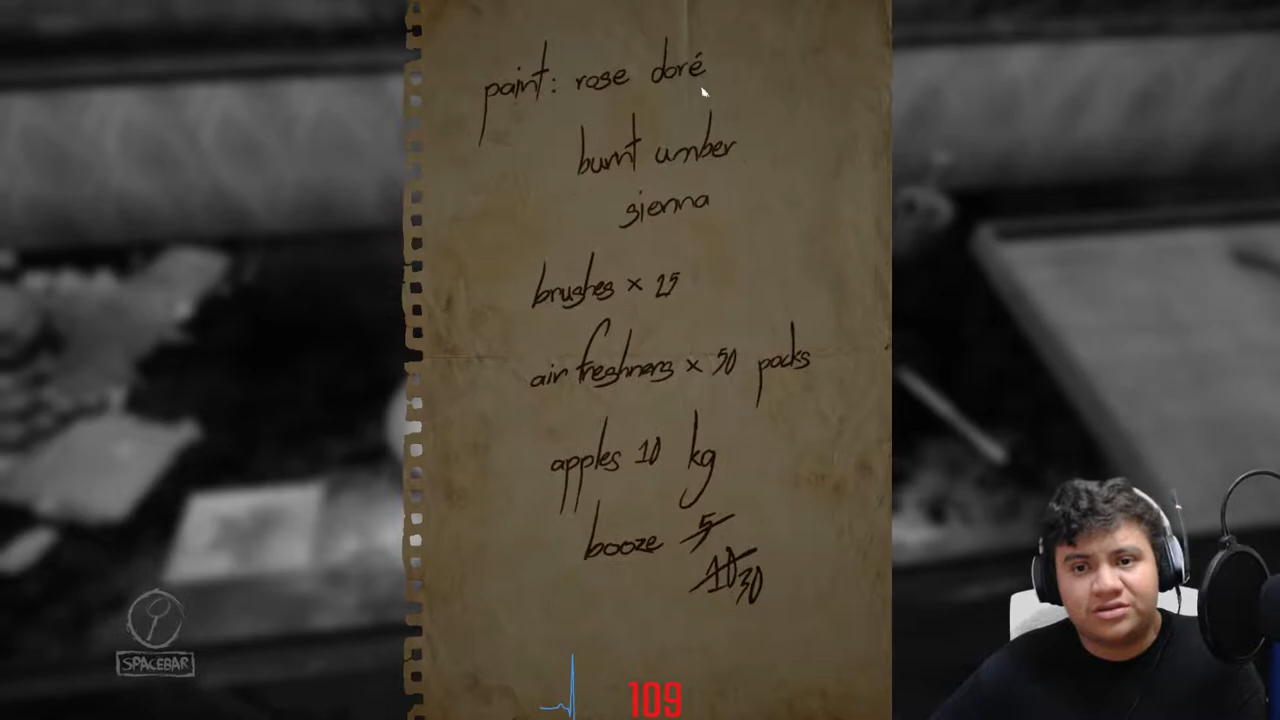 paint: rose doré
burnt umber
sienna
brushes x 25
air freshners x 50 packs
apples 10 kg
booze 5
10 30
SPACEBAR
109